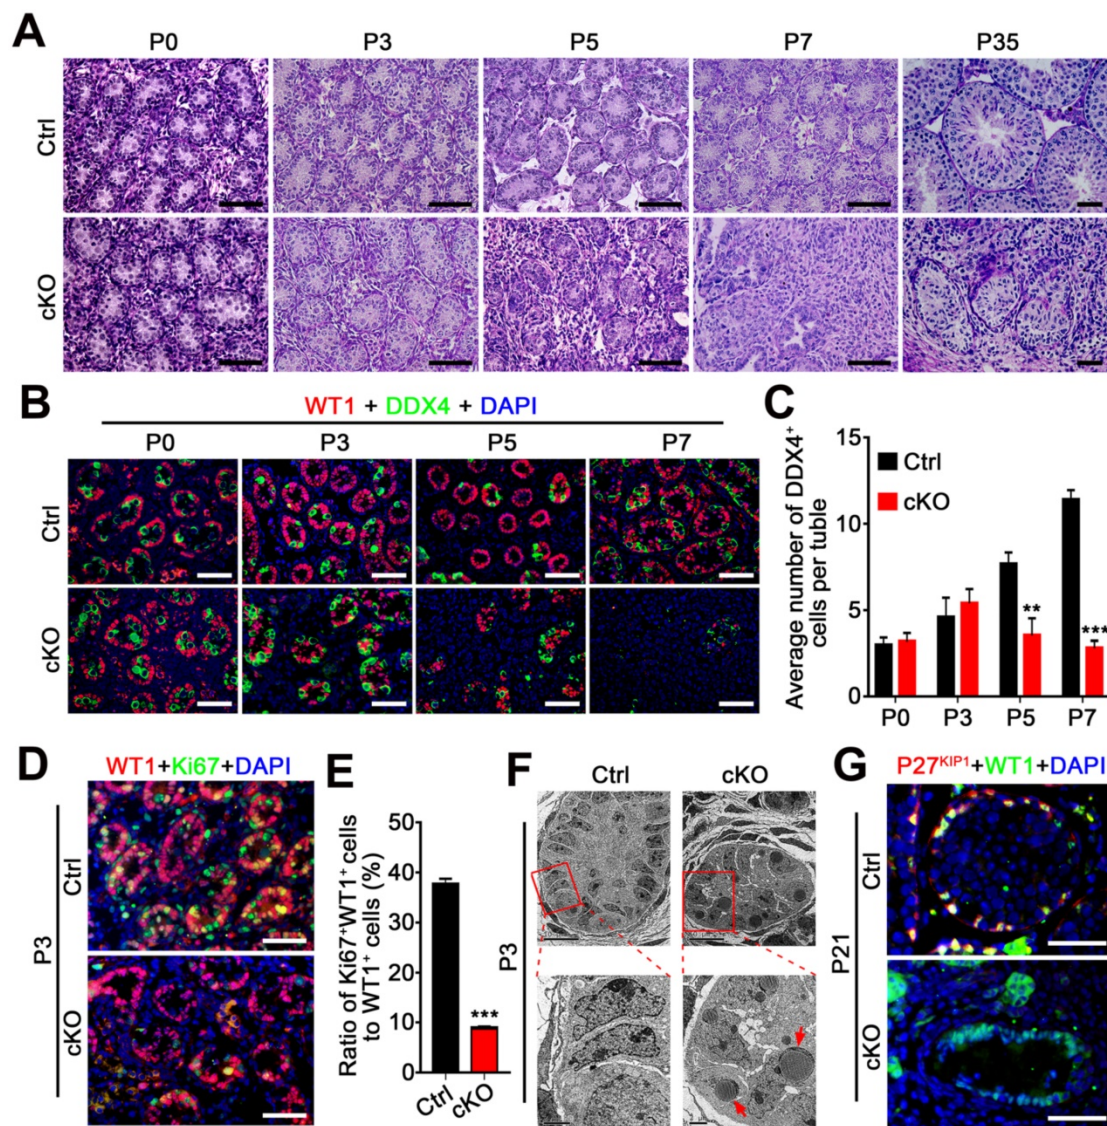 A
P0 P3 P5 P7 P35
Ctrl
cKO
B
WT1 + DDX4 + DAPI
P0 P3 P5 P7
Ctrl
cKO
C
Average number of DDX4⁺
cells per tuble
15
10
5
0
Ctrl
cKO
**
***
P0 P3 P5 P7
D
WT1+Ki67+DAPI
P3
Ctrl
cKO
E
Ratio of Ki67⁺WT1⁺ cells
to WT1⁺ cells (%)
50
40
30
20
10
0
***
Ctrl cKO
F
Ctrl cKO
P3
G
P27ᴷᴵᴾ¹+WT1+DAPI
P21
Ctrl
cKO